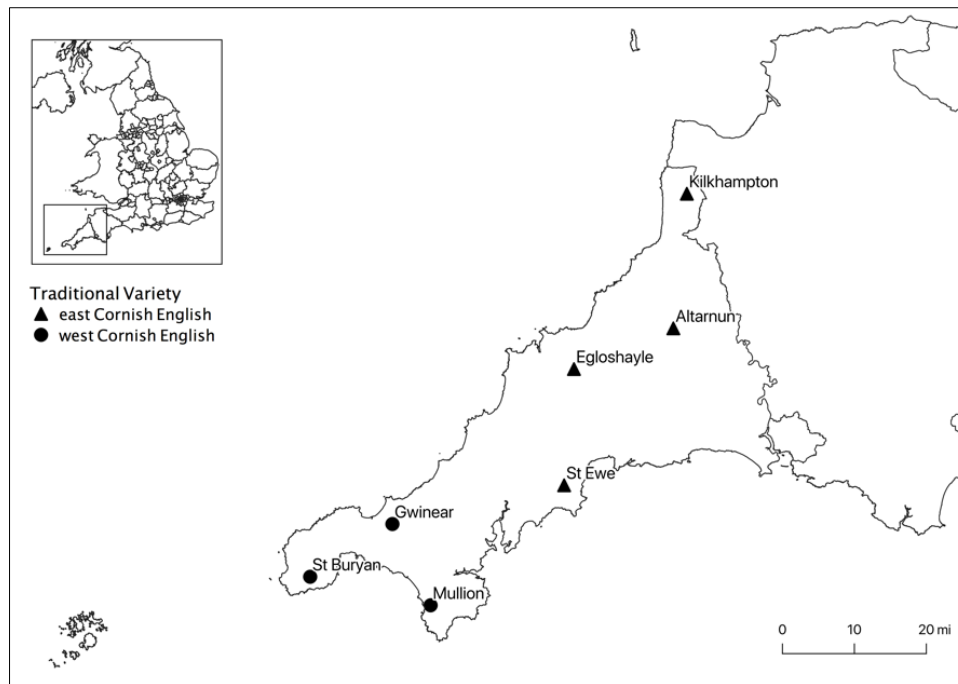 Kilkhampton
Traditional Variety
east Cornish English
west Cornish English
Altarnun
Egloshayle
St Ewe
Gwinear
St Buryan
Mullion
0 10 20 mi